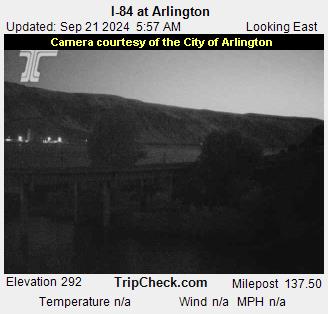 I-84 at Arlington
Updated: Sep 21 2024 5:57 AM Looking East
Camera courtesy of the City of Arlington
Elevation 292 TripCheck.com Milepost 137.50
Temperature n/a Wind n/a MPH n/a